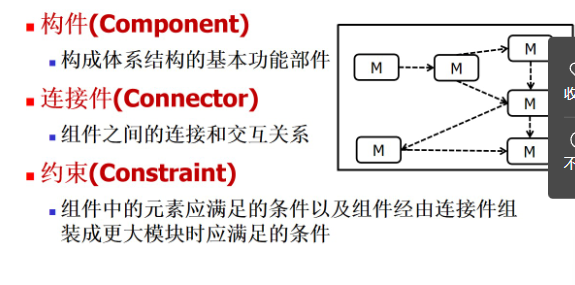 构件(Component)
构成体系结构的基本功能部件
连接件(Connector)
组件之间的连接和交互关系
约束(Constraint)
组件中的元素应满足的条件以及组件经由连接件组
装成更大模块时应满足的条件
M
M M
M
M M
收
不